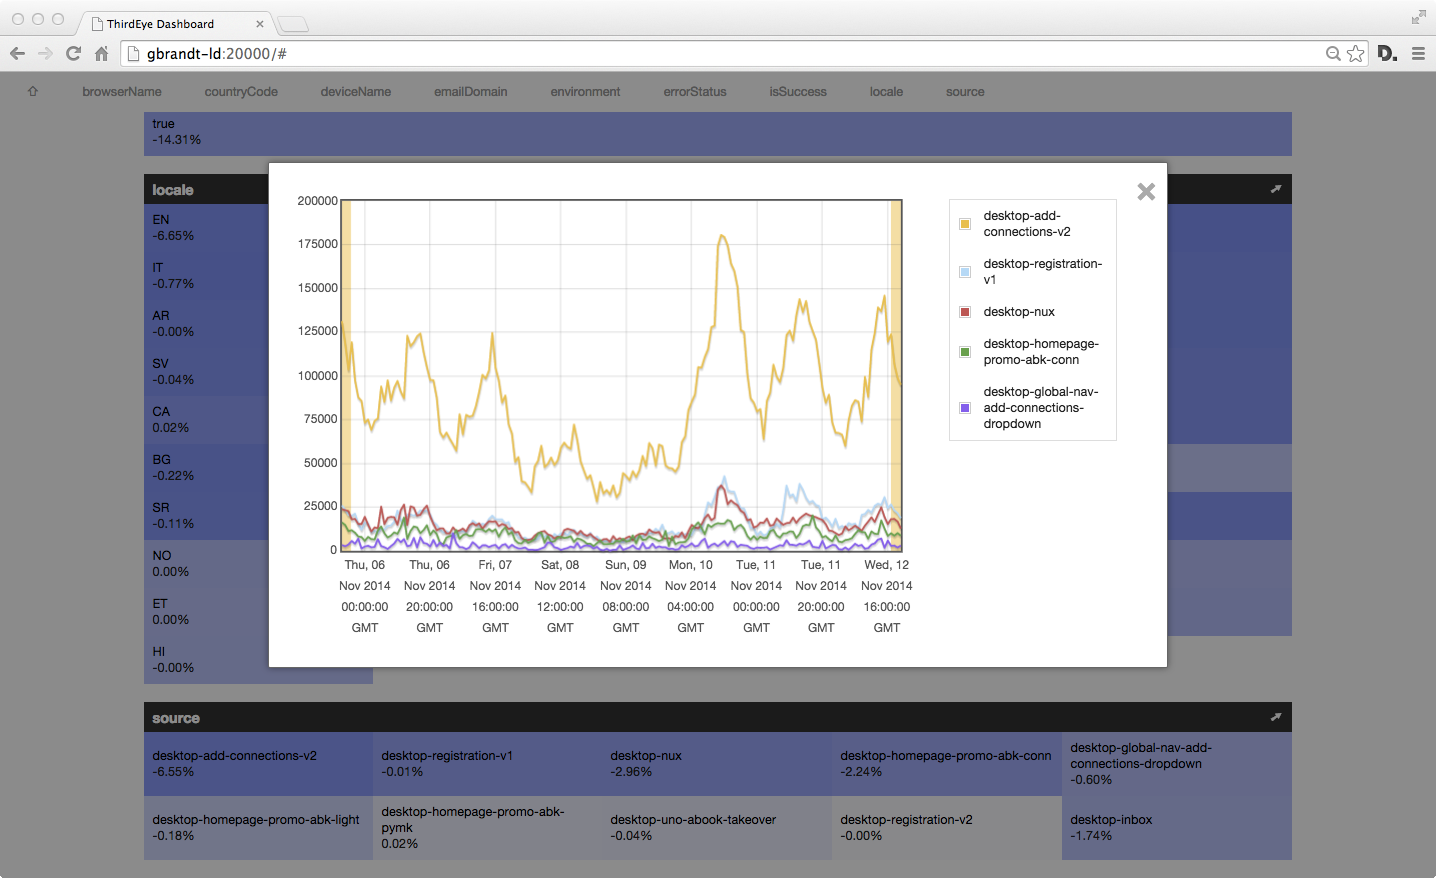 ThirdEye Dashboard
gbrandt-ld:20000/#
D.
browserName countryCode deviceName emailDomain environment errorStatus isSuccess locale source
true
-14.31%
locale
EN
-6.65%
IT
-0.77%
AR
-0.00%
SV
-0.04%
CA
0.02%
BG
-0.22%
SR
-0.11%
NO
0.00%
ET
0.00%
HI
-0.00%
200000
175000
150000
125000
100000
75000
50000
25000
0
Thu, 06 Thu, 06 Fri, 07 Sat, 08 Sun, 09 Mon, 10 Tue, 11 Tue, 11 Wed, 12
Nov 2014 Nov 2014 Nov 2014 Nov 2014 Nov 2014 Nov 2014 Nov 2014 Nov 2014 Nov 2014
00:00:00 20:00:00 16:00:00 12:00:00 08:00:00 04:00:00 00:00:00 20:00:00 16:00:00
GMT GMT GMT GMT GMT GMT GMT GMT GMT
desktop-add-
connections-v2
desktop-registration-
v1
desktop-nux
desktop-homepage-
promo-abk-conn
desktop-global-nav-
add-connections-
dropdown
source
desktop-add-connections-v2
-6.55%
desktop-registration-v1
-0.01%
desktop-nux
-2.96%
desktop-homepage-promo-abk-conn
-2.24%
desktop-global-nav-add-
connections-dropdown
-0.60%
desktop-homepage-promo-abk-light
-0.18%
desktop-homepage-promo-abk-
pymk
0.02%
desktop-uno-abook-takeover
-0.04%
desktop-registration-v2
-0.00%
desktop-inbox
-1.74%